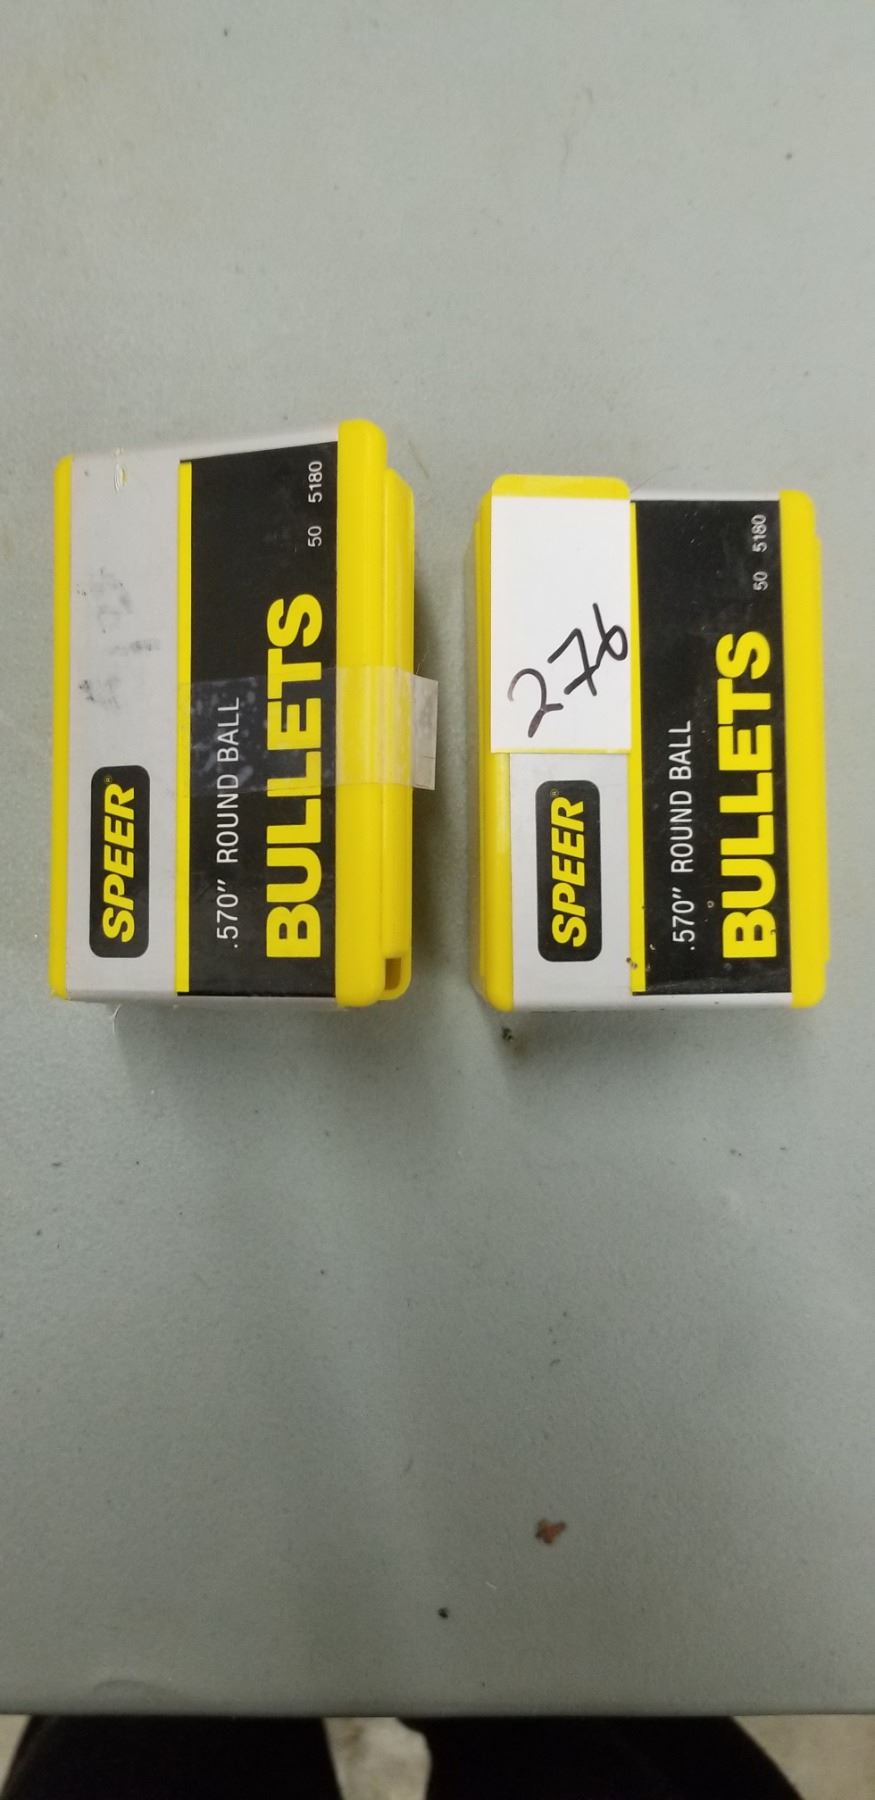 SPEER®
.570" ROUND BALL
BULLETS
50 5180
276
SPEER®
.570" ROUND BALL
BULLETS
50 5180